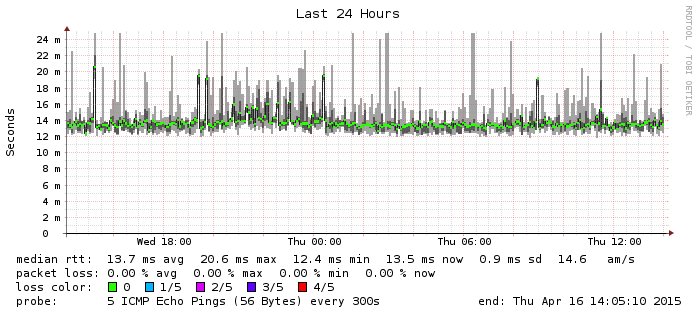 Last 24 Hours
RRDTOOL / TOBI OETIKER
Seconds
24 m
22 m
20 m
18 m
16 m
14 m
12 m
10 m
8 m
6 m
4 m
2 m
0
Wed 18:00 Thu 00:00 Thu 06:00 Thu 12:00
median rtt: 13.7 ms avg 20.6 ms max 12.4 ms min 13.5 ms now 0.9 ms sd 14.6 am/s
packet loss: 0.00 % avg 0.00 % max 0.00 % min 0.00 % now
loss color: 0 1/5 2/5 3/5 4/5
probe: 5 ICMP Echo Pings (56 Bytes) every 300s end: Thu Apr 16 14:05:10 2015